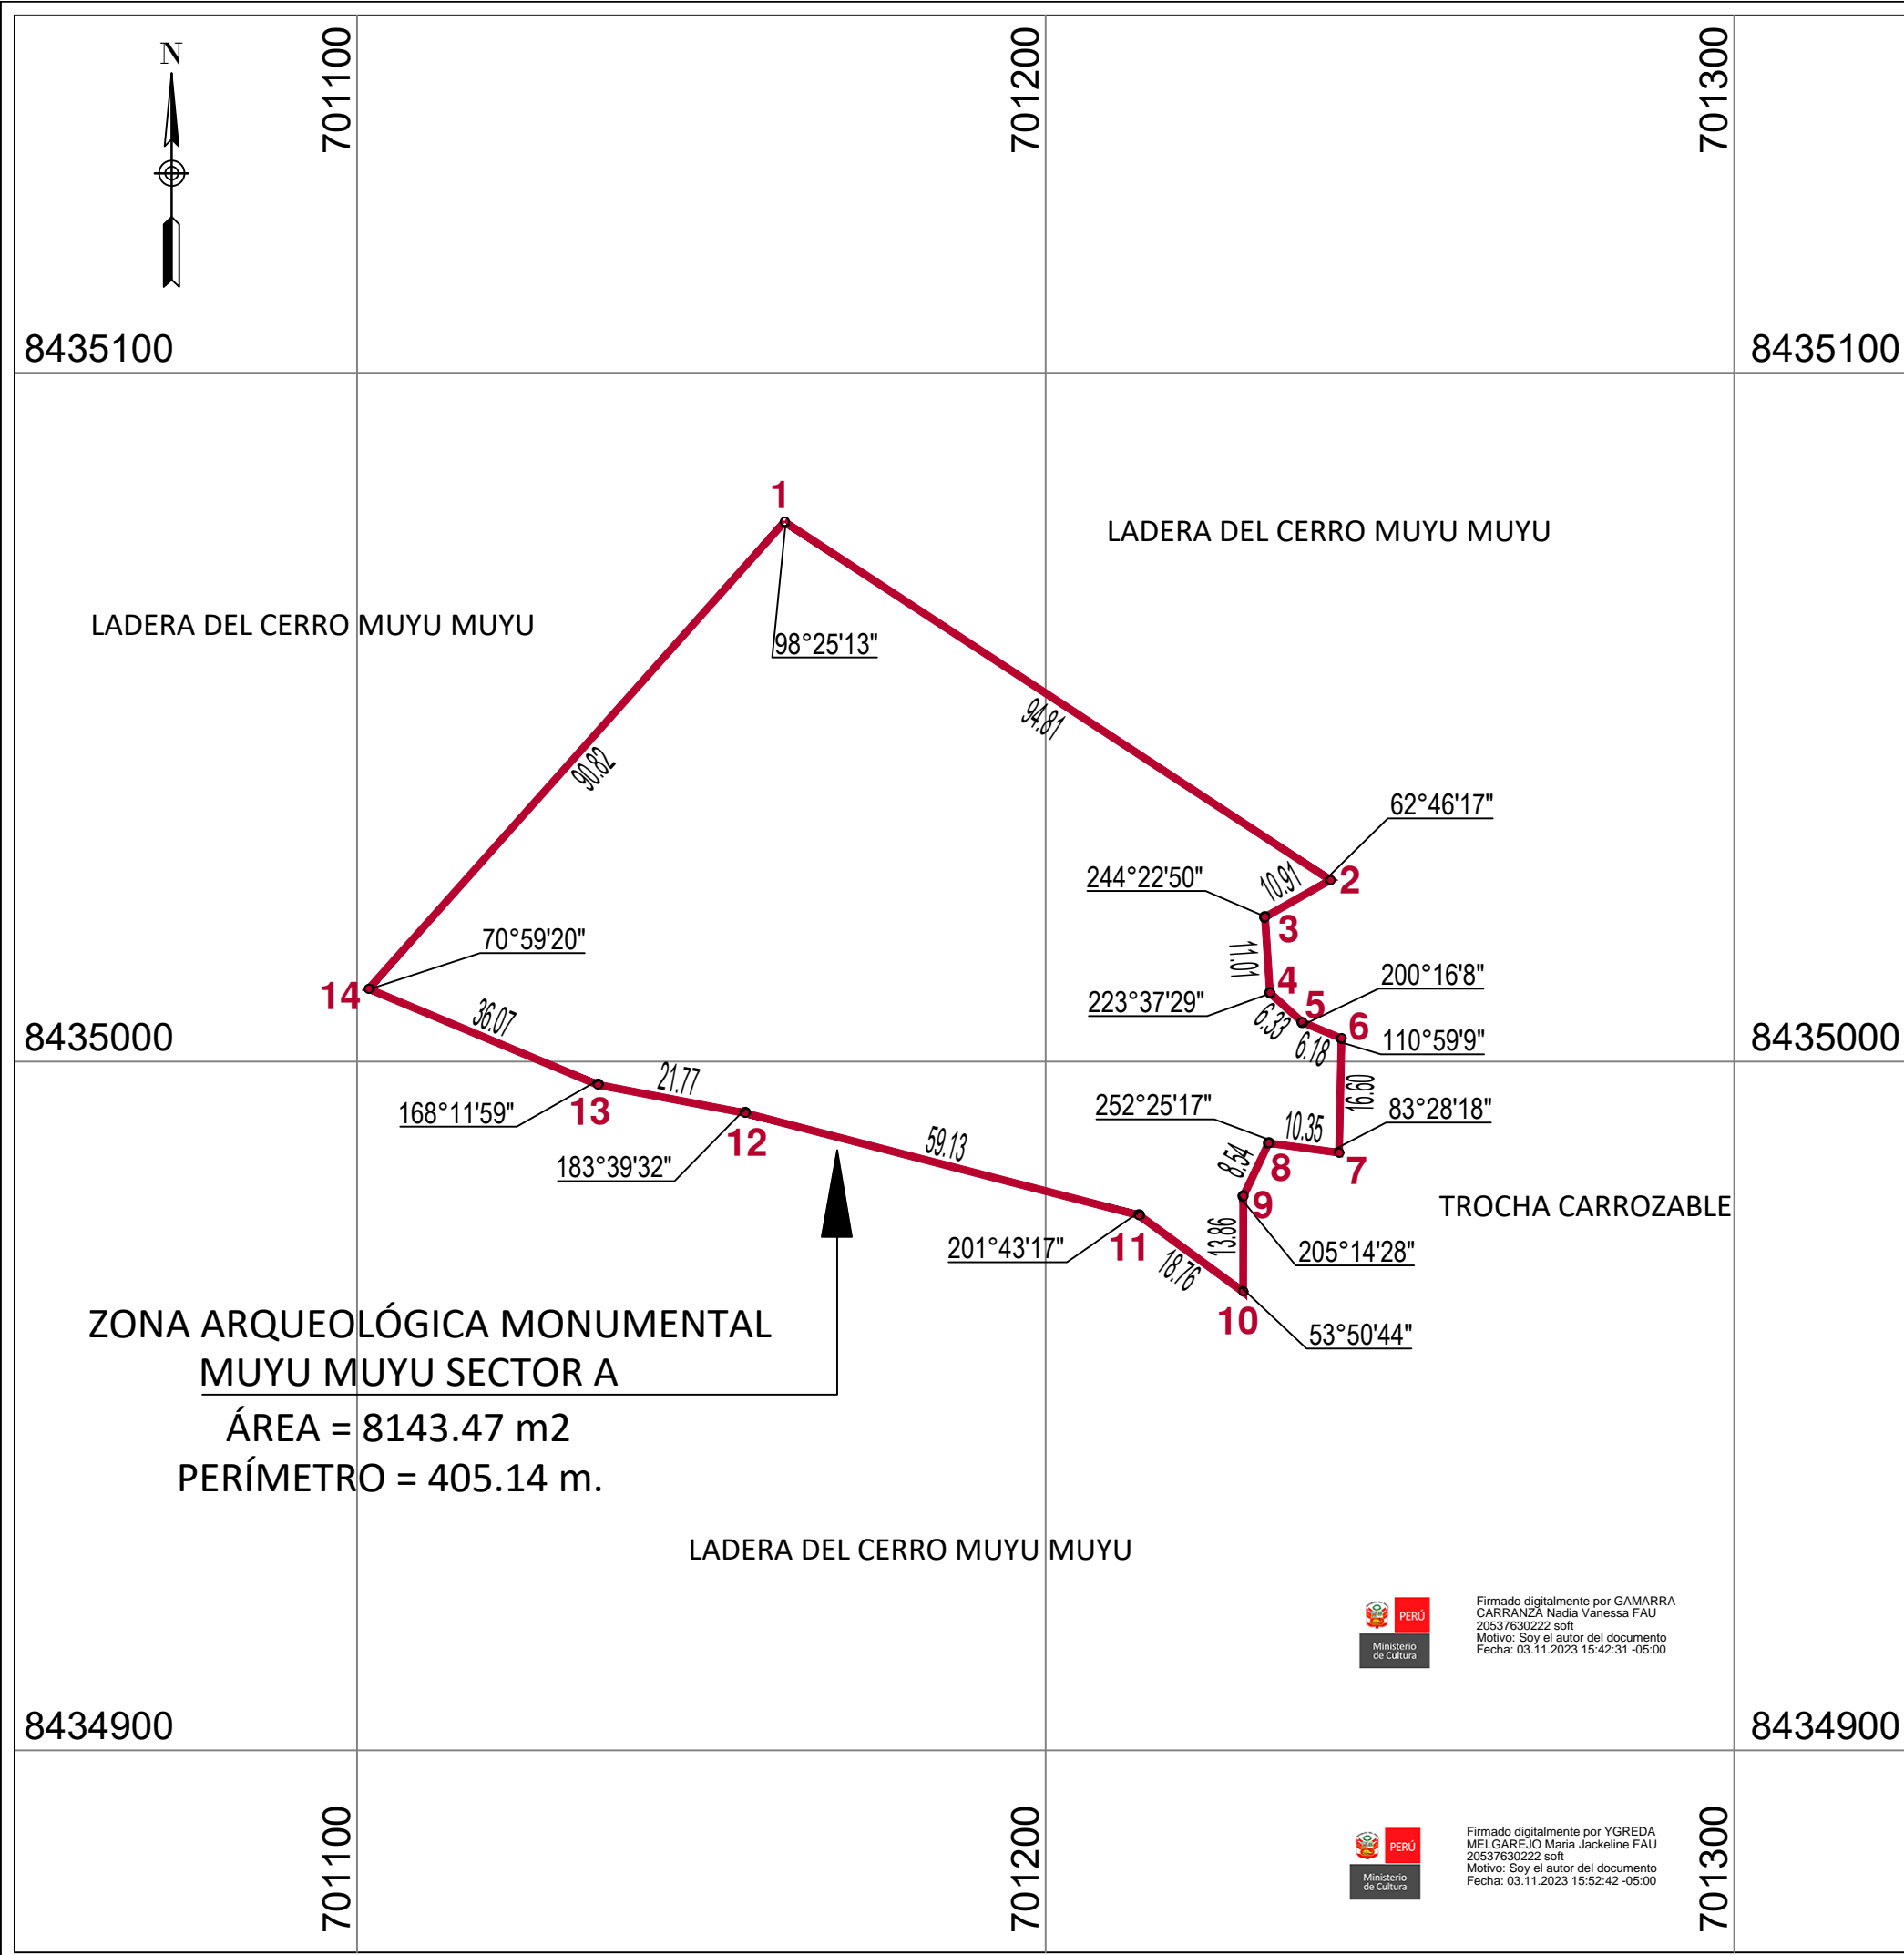 N
701100
701200
701300
8435100
8435100
1
LADERA DEL CERRO MUYU MUYU
LADERA DEL CERRO MUYU MUYU
98°25'13"
94.81
90.82
62°46'17"
244°22'50"
10.91
2
3
70°59'20"
11.01
14
4
200°16'8"
223°37'29"
5
6.33
36.07
6
6.18
110°59'9"
8435000
8435000
21.77
16.60
168°11'59"
13
252°25'17"
10.35
83°28'18"
12
59.13
8.54
8
7
183°39'32"
9
TROCHA CARROZABLE
201°43'17"
11
13.86
205°14'28"
18.76
10
53°50'44"
ZONA ARQUEOLÓGICA MONUMENTAL
MUYU MUYU SECTOR A
ÁREA = 8143.47 m2
PERÍMETRO = 405.14 m.
LADERA DEL CERRO MUYU MUYU
PERÚ
Ministerio
de Cultura
Firmado digitalmente por GAMARRA
CARRANZA Nadia Vanessa FAU
20537630222 soft
Motivo: Soy el autor del documento
Fecha: 03.11.2023 15:42:31 -05:00
8434900
8434900
PERÚ
Ministerio
de Cultura
Firmado digitalmente por YGREDA
MELGAREJO Maria Jackeline FAU
20537630222 soft
Motivo: Soy el autor del documento
Fecha: 03.11.2023 15:52:42 -05:00
701100
701200
701300